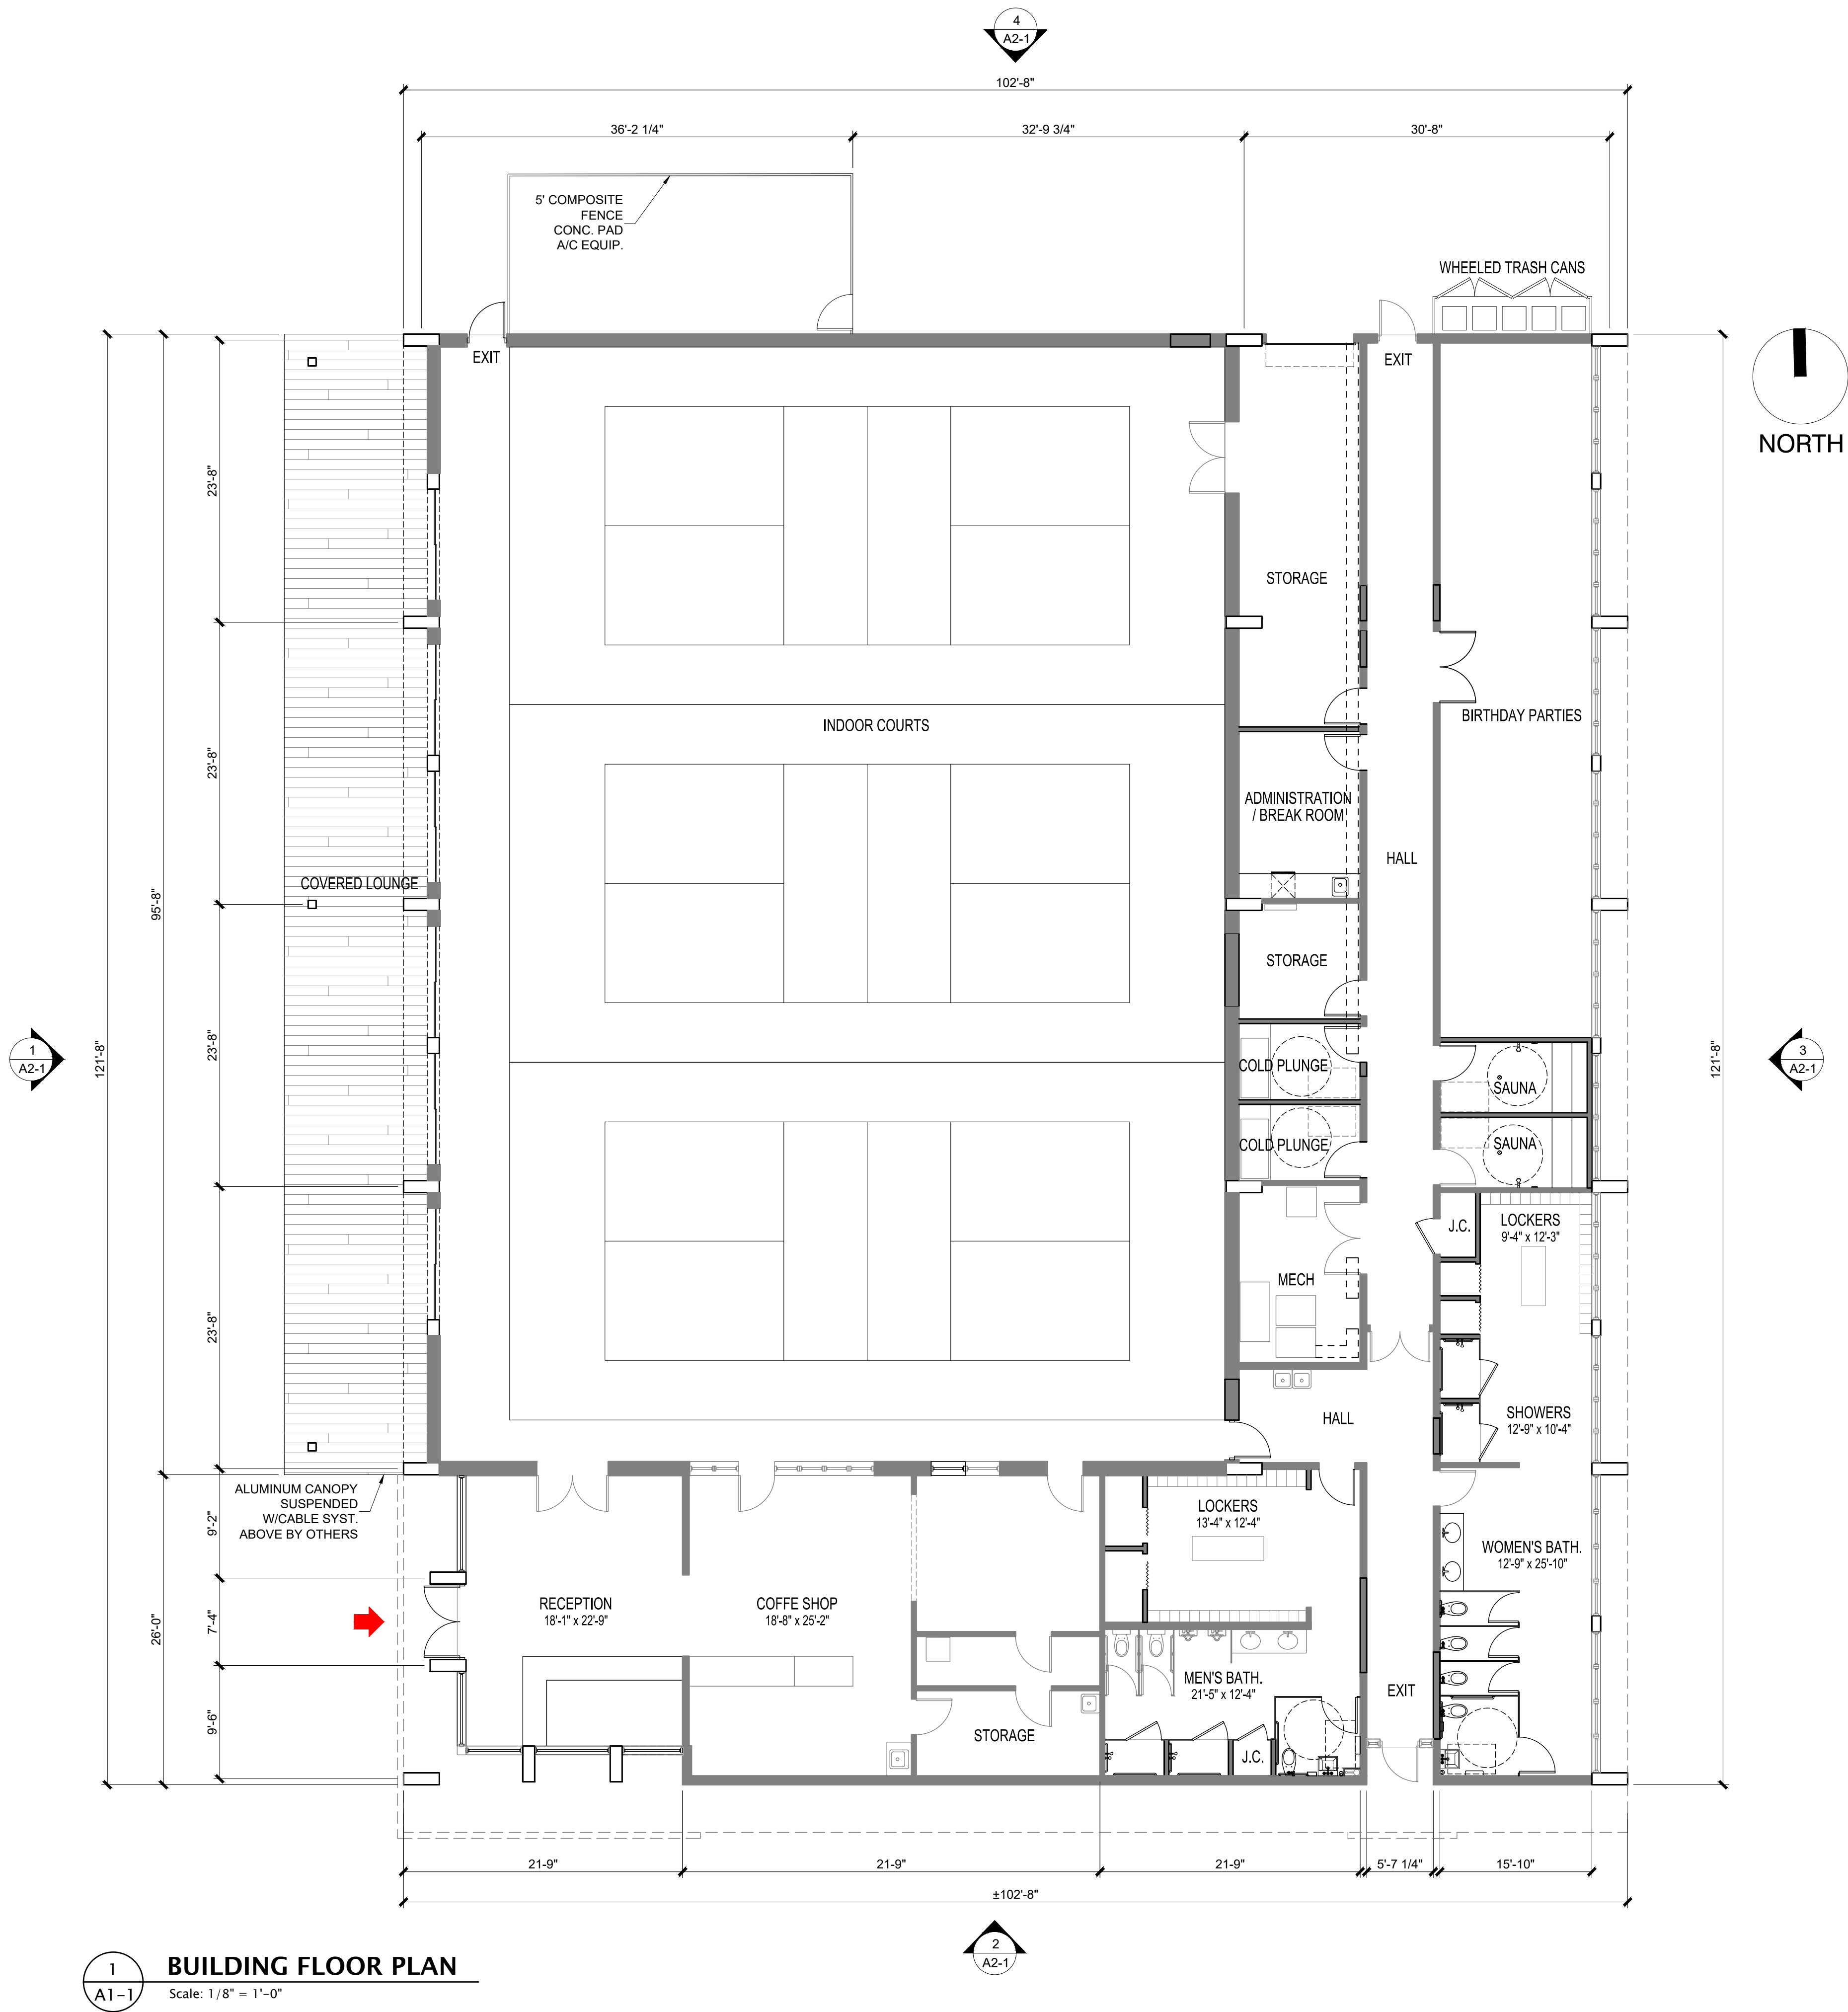 4
A2-1
102'-8"
36'-2 1/4"
32'-9 3/4"
30'-8"
5' COMPOSITE
FENCE
CONC. PAD
A/C EQUIP.
WHEELED TRASH CANS
EXIT
EXIT
NORTH
23'-8"
STORAGE
INDOOR COURTS
BIRTHDAY PARTIES
23'-8"
ADMINISTRATION
/ BREAK ROOM
HALL
COVERED LOUNGE
95'-8"
STORAGE
23'-8"
1
A2-1
121'-8"
COLD PLUNGE
SAUNA
121'-8"
3
A2-1
COLD PLUNGE
SAUNA
J.C.
LOCKERS
9'-4" x 12'-3"
MECH
23'-8"
HALL
SHOWERS
12'-9" x 10'-4"
ALUMINUM CANOPY
SUSPENDED
W/CABLE SYST.
ABOVE BY OTHERS
9'-2"
LOCKERS
13'-4" x 12'-4"
WOMEN'S BATH.
12'-9" x 25'-10"
RECEPTION
18'-1" x 22'-9"
COFFE SHOP
18'-8" x 25'-2"
7'-4"
26'-0"
MEN'S BATH.
21'-5" x 12'-4"
EXIT
9'-6"
STORAGE
J.C.
21-9"
21-9"
21-9"
5'-7 1/4"
15'-10"
±102'-8"
2
A2-1
1
A1-1
BUILDING FLOOR PLAN
Scale: 1/8" = 1'-0"